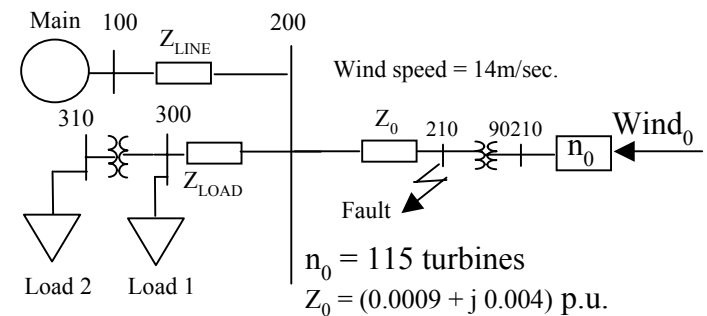 Main 100 200
Z_LINE
Wind speed = 14m/sec.
310 300 Z_0 210 90210 Wind_0
n_0
Z_LOAD
Fault
Load 2 Load 1
n_0 = 115 turbines
Z_0 = (0.0009 + j 0.004) p.u.